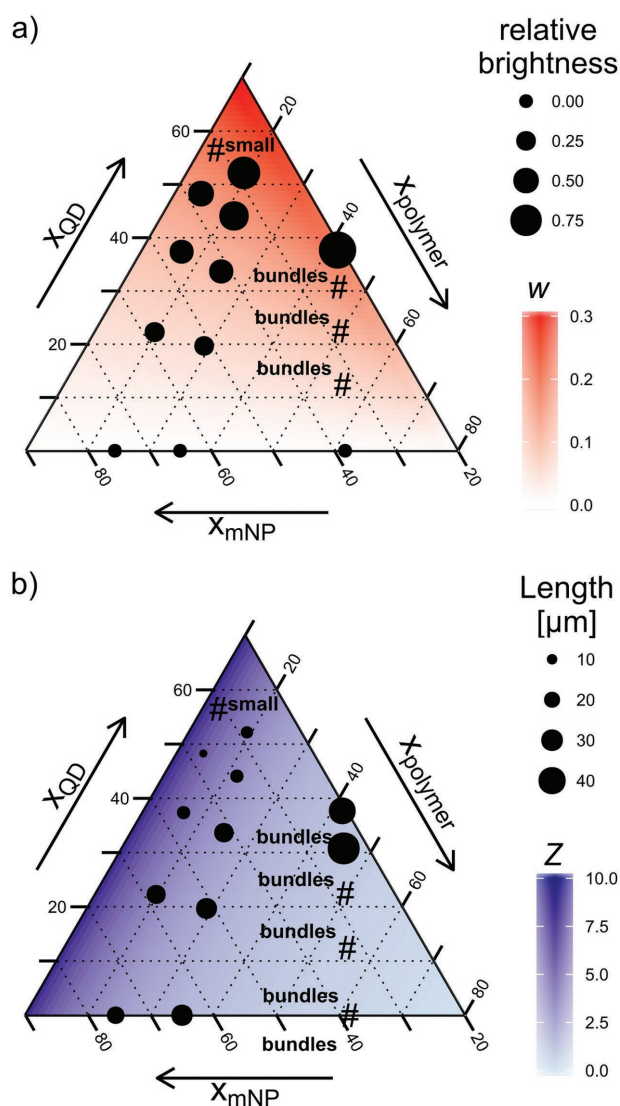 a)
relative
brightness
0.00
0.25
0.50
0.75
20
60
#small
xQD
xpolymer
40
40
bundles
#
bundles
#
60
20
bundles
#
80
80
60
40
20
xmNP
w
0.3
0.2
0.1
0.0
b)
Length
[µm]
10
20
30
40
20
60
#small
xQD
xpolymer
40
40
bundles
bundles
#
60
20
bundles
#
bundles
#
80
bundles
80
60
40
20
xmNP
Z
10.0
7.5
5.0
2.5
0.0